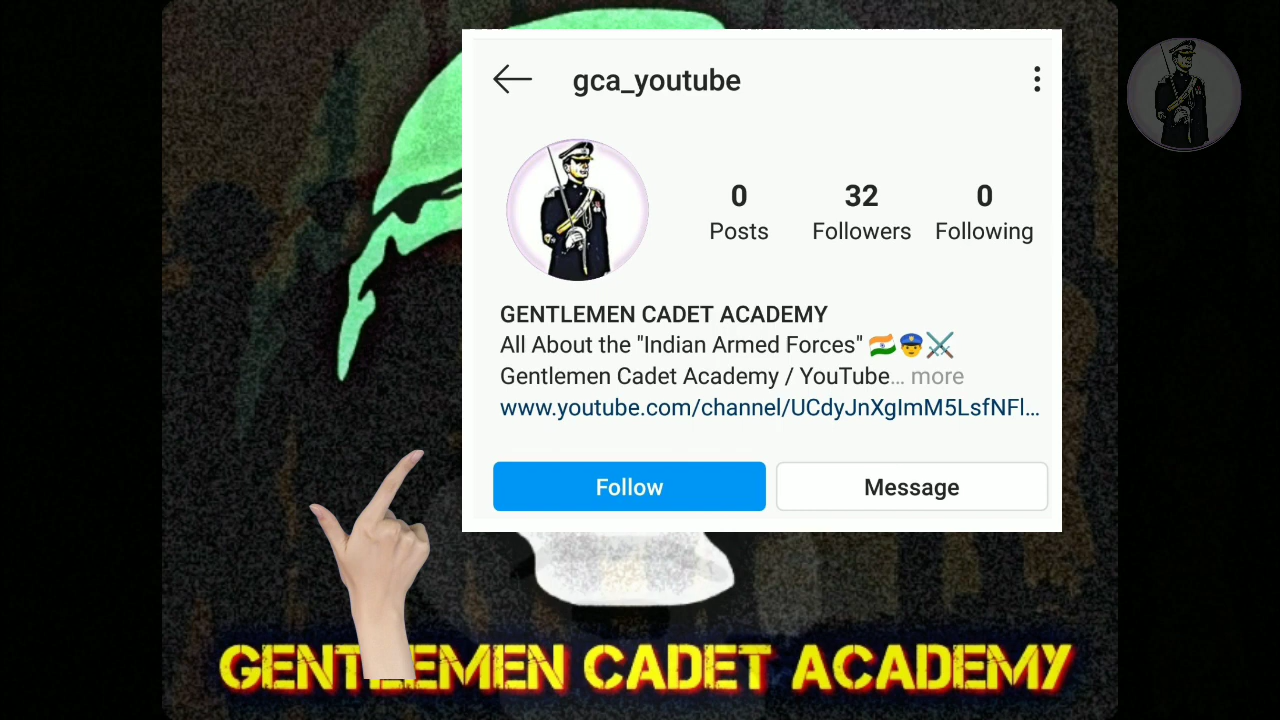 gca_youtube
0 32 0
Posts Followers Following
GENTLEMEN CADET ACADEMY
All About the "Indian Armed Forces" 🇮🇳👮⚔️
Gentlemen Cadet Academy / YouTube... more
www.youtube.com/channel/UCdyJnXgImM5LsfNFl...
Follow Message
GENTLEMEN CADET ACADEMY